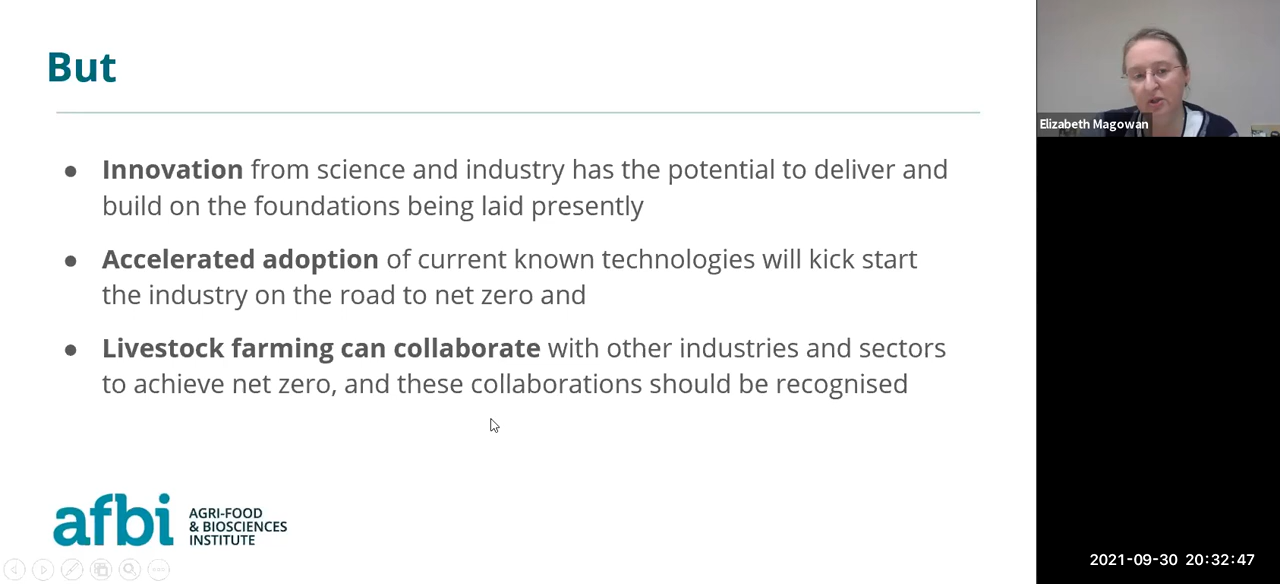 But
Innovation from science and industry has the potential to deliver and
build on the foundations being laid presently
Accelerated adoption of current known technologies will kick start
the industry on the road to net zero and
Livestock farming can collaborate with other industries and sectors
to achieve net zero, and these collaborations should be recognised
afbi
AGRI-FOOD
& BIOSCIENCES
INSTITUTE
Elizabeth Magowan
2021-09-30 20:32:47